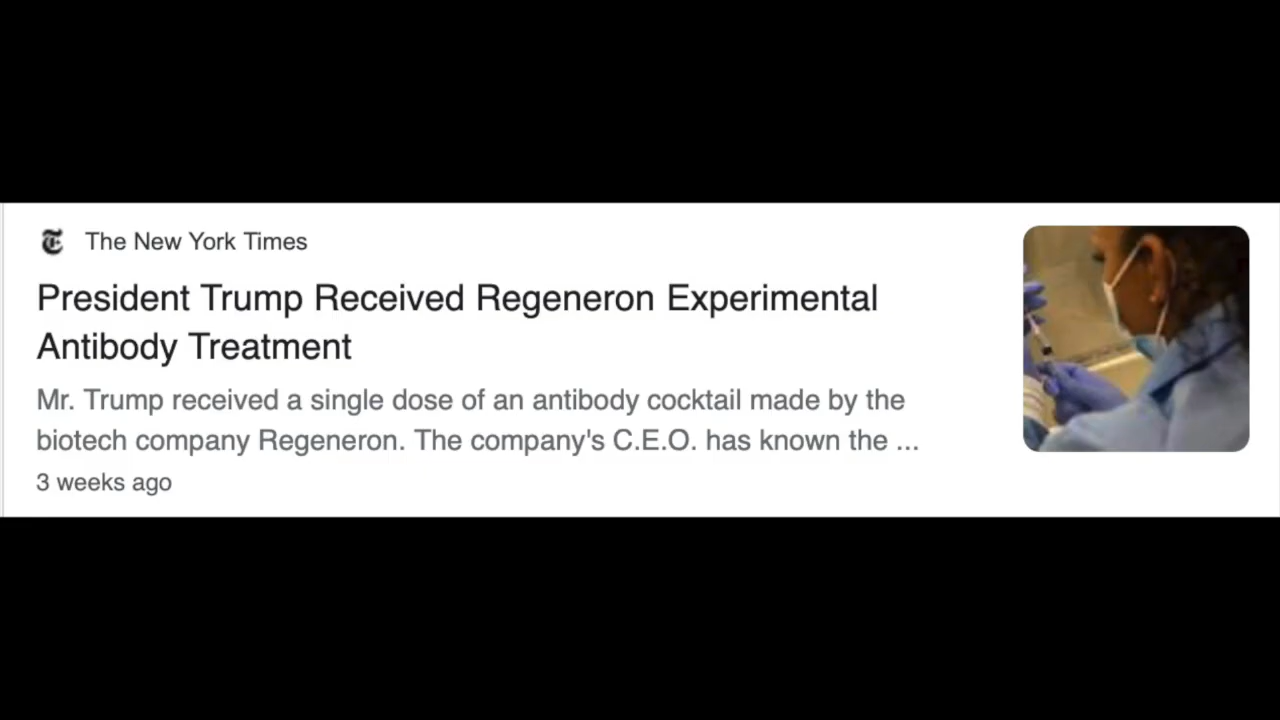 The New York Times
President Trump Received Regeneron Experimental
Antibody Treatment
Mr. Trump received a single dose of an antibody cocktail made by the
biotech company Regeneron. The company's C.E.O. has known the ...
3 weeks ago